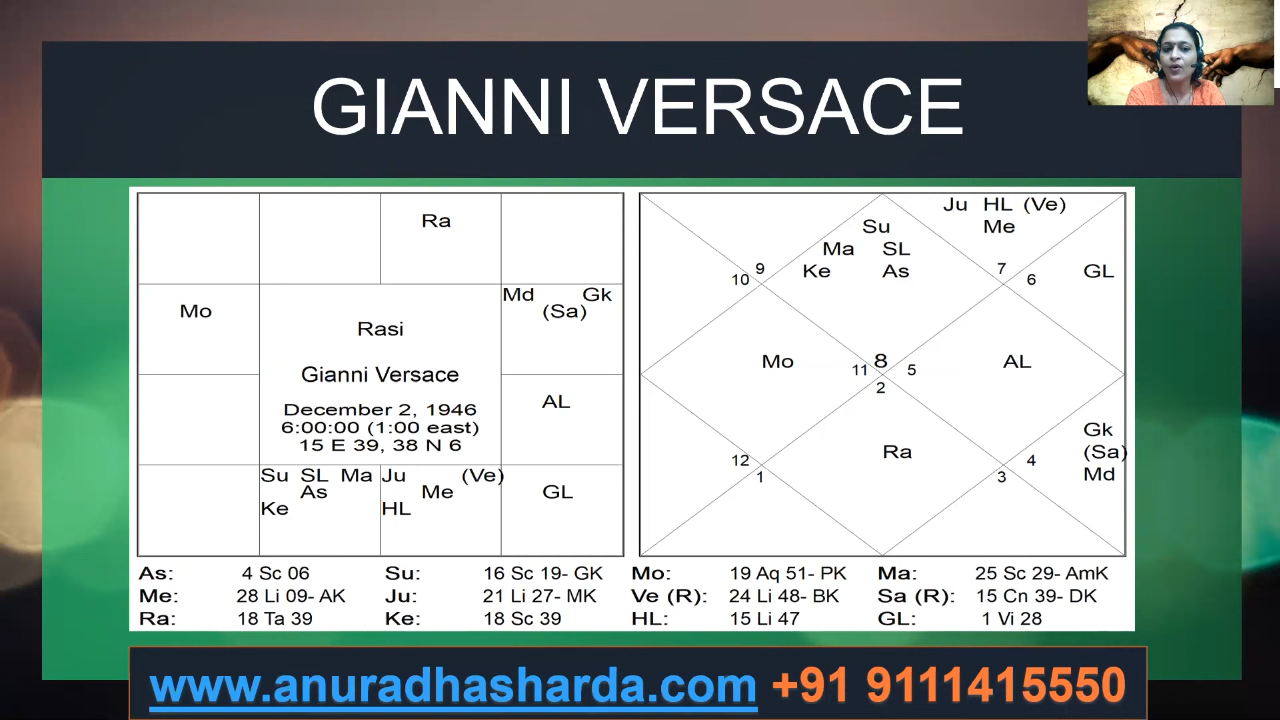 GIANNI VERSACE
Ra
Mo
Md Gk
(Sa)
Rasi
Gianni Versace
December 2, 1946
6:00:00 (1:00 east)
15 E 39, 38 N 6
AL
Su SL Ma
As
Ke
Ju (Ve)
Me
HL
GL
Ju HL (Ve)
Me
Su
Ma SL
Ke As
9
10
7
6
GL
Mo
11
8
5
2
AL
Ra
12
1
4
3
Gk
(Sa)
Md
As: 4 Sc 06 Su: 16 Sc 19- GK Mo: 19 Aq 51- PK Ma: 25 Sc 29- AmK
Me: 28 Li 09- AK Ju: 21 Li 27- MK Ve (R): 24 Li 48- BK Sa (R): 15 Cn 39- DK
Ra: 18 Ta 39 Ke: 18 Sc 39 HL: 15 Li 47 GL: 1 Vi 28
www.anuradhasharda.com +91 9111415550